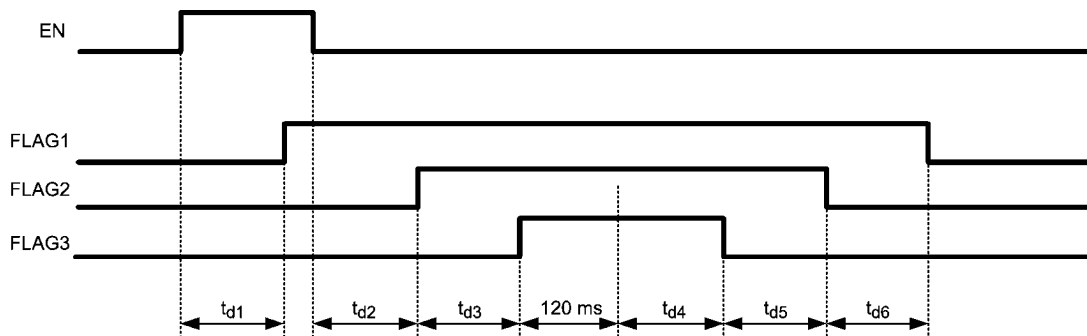 EN
FLAG1
FLAG2
FLAG3
td1 td2 td3 120 ms td4 td5 td6